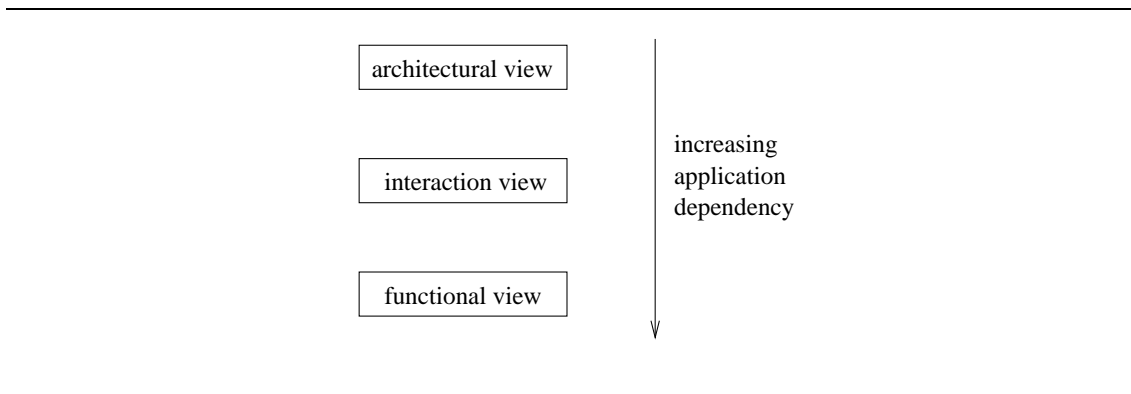 architectural view
interaction view
functional view
increasing
application
dependency